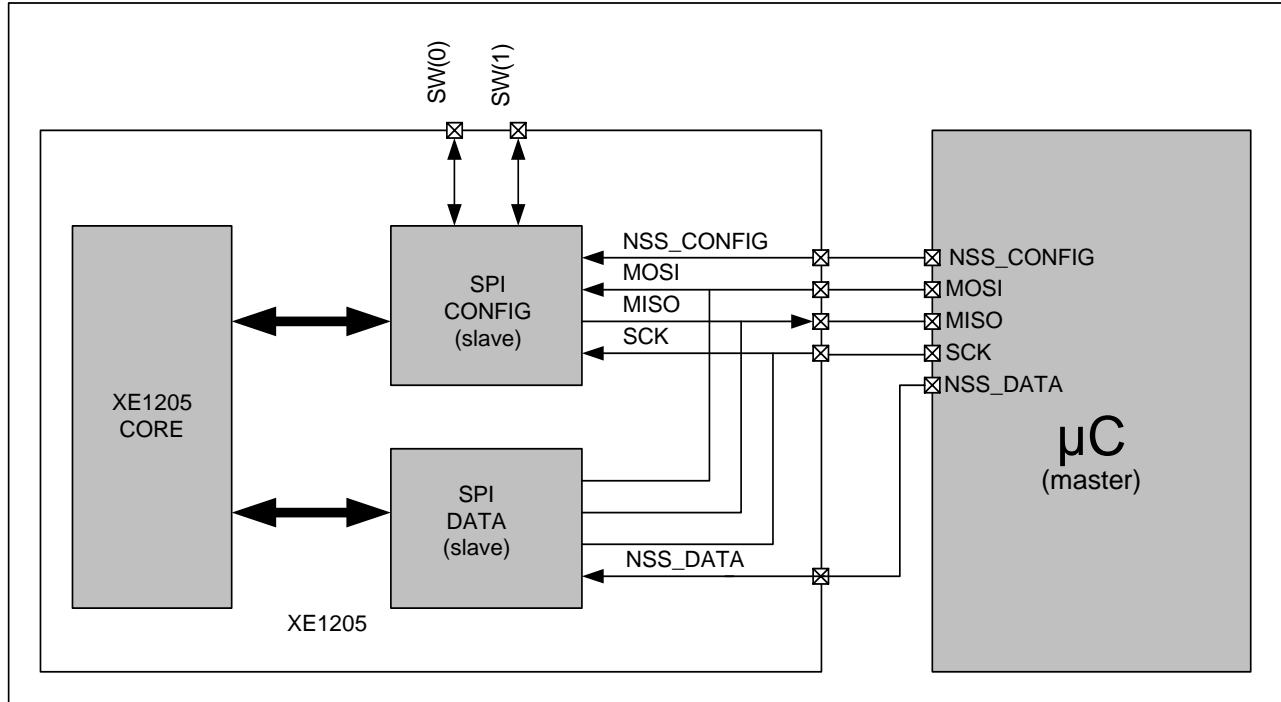 SW(0)
SW(1)
NSS_CONFIG
MOSI
MISO
SCK
SPI
CONFIG
(slave)
NSS_CONFIG
MOSI
MISO
SCK
NSS_DATA
XE1205
CORE
µC
(master)
SPI
DATA
(slave)
NSS_DATA
XE1205